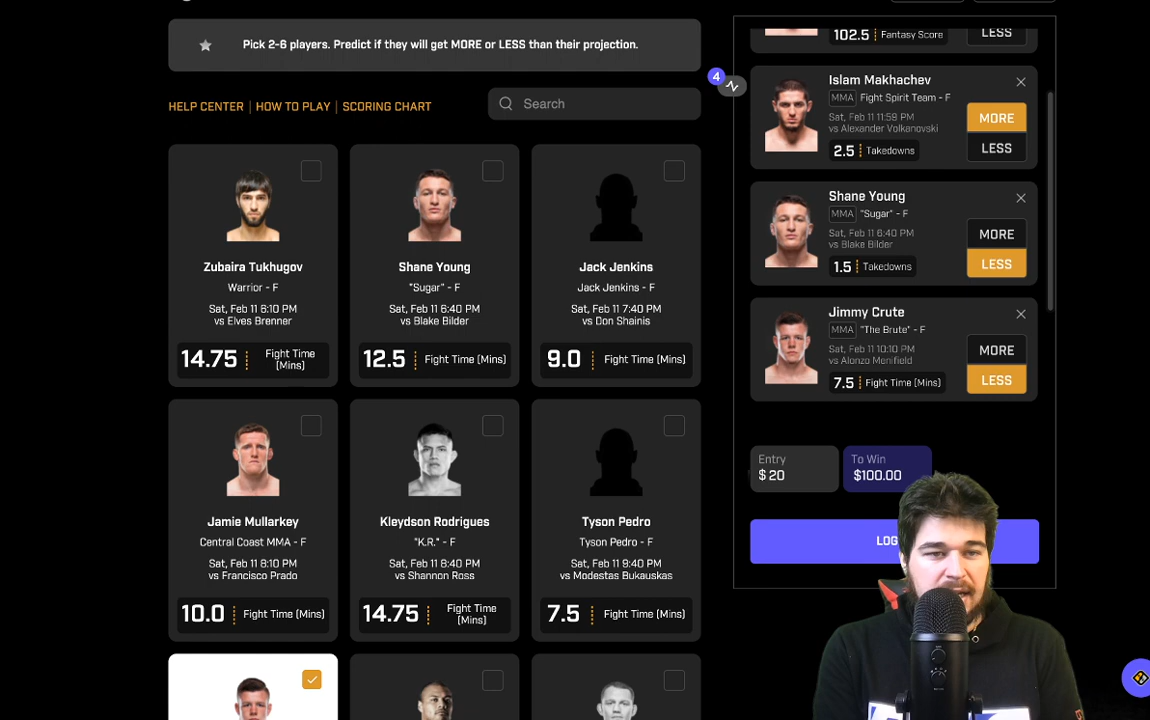 Pick 2-6 players. Predict if they will get MORE or LESS than their projection.
HELP CENTER | HOW TO PLAY | SCORING CHART
Search
Zubaira Tukhugov
Warrior - F
Sat, Feb 11 6:10 PM
vs Elves Brenner
14.75 Fight Time (Mins)
Shane Young
"Sugar" - F
Sat, Feb 11 6:40 PM
vs Blake Bilder
12.5 Fight Time (Mins)
Jack Jenkins
Jack Jenkins - F
Sat, Feb 11 7:40 PM
vs Don Shainis
9.0 Fight Time (Mins)
Jamie Mullarkey
Central Coast MMA - F
Sat, Feb 11 8:10 PM
vs Francisco Prado
10.0 Fight Time (Mins)
Kleydson Rodrigues
"K.R." - F
Sat, Feb 11 8:40 PM
vs Shannon Ross
14.75 Fight Time (Mins)
Tyson Pedro
Tyson Pedro - F
Sat, Feb 11 9:40 PM
vs Modestas Bukauskas
7.5 Fight Time (Mins)
4
102.5 Fantasy Score
LESS
Islam Makhachev
MMA Fight Spirit Team - F
Sat, Feb 11 11:59 PM
vs Alexander Volkanovski
2.5 Takedowns
MORE
LESS
Shane Young
MMA "Sugar" - F
Sat, Feb 11 6:40 PM
vs Blake Bilder
1.5 Takedowns
MORE
LESS
Jimmy Crute
MMA "The Brute" - F
Sat, Feb 11 10:10 PM
vs Alonzo Menifield
7.5 Fight Time (Mins)
MORE
LESS
Entry
$ 20
To Win
$100.00
LOG